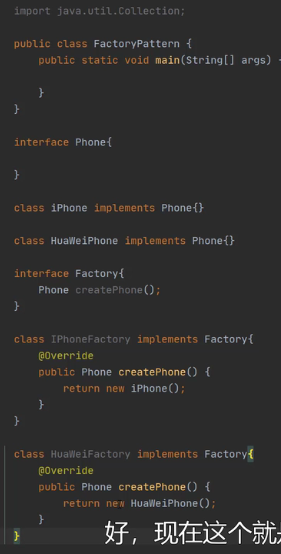 import java.util.Collection;
public class FactoryPattern {
public static void main(String[] args) {
}
}
interface Phone{
}
class iPhone implements Phone{}
class HuaWeiPhone implements Phone{}
interface Factory{
Phone createPhone();
}
class IPhoneFactory implements Factory{
@Override
public Phone createPhone() {
return new iPhone();
}
}
class HuaWeiFactory implements Factory{
@Override
public Phone createPhone() {
return new HuaWeiPhone();
}
}
好，现在这个就是